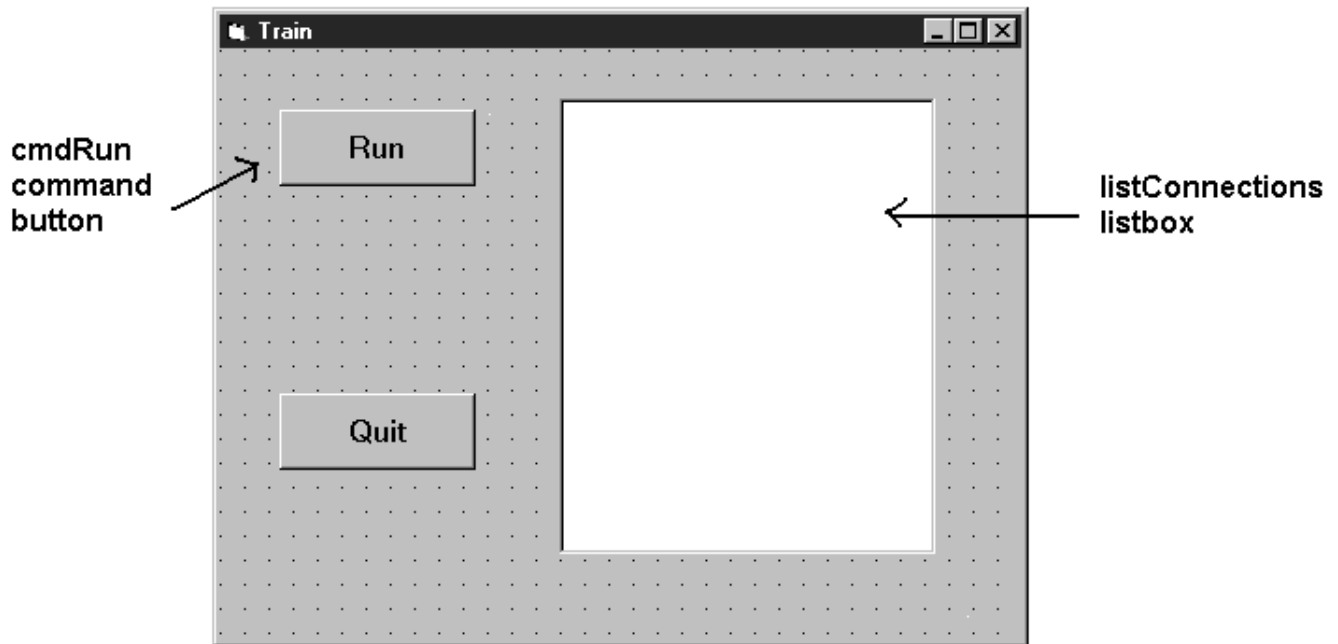 Train
cmdRun
command
button
Run
Quit
listConnections
listbox